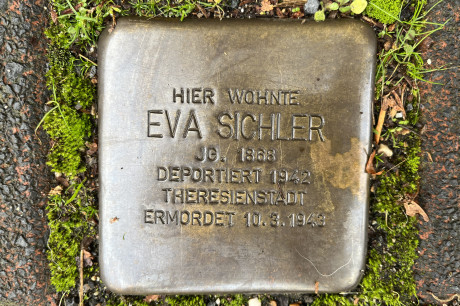 HIER WOHNTE
EVA SICHLER
JG. 1868
DEPORTIERT 1942
THERESIENSTADT
ERMORDET 10.3.1943